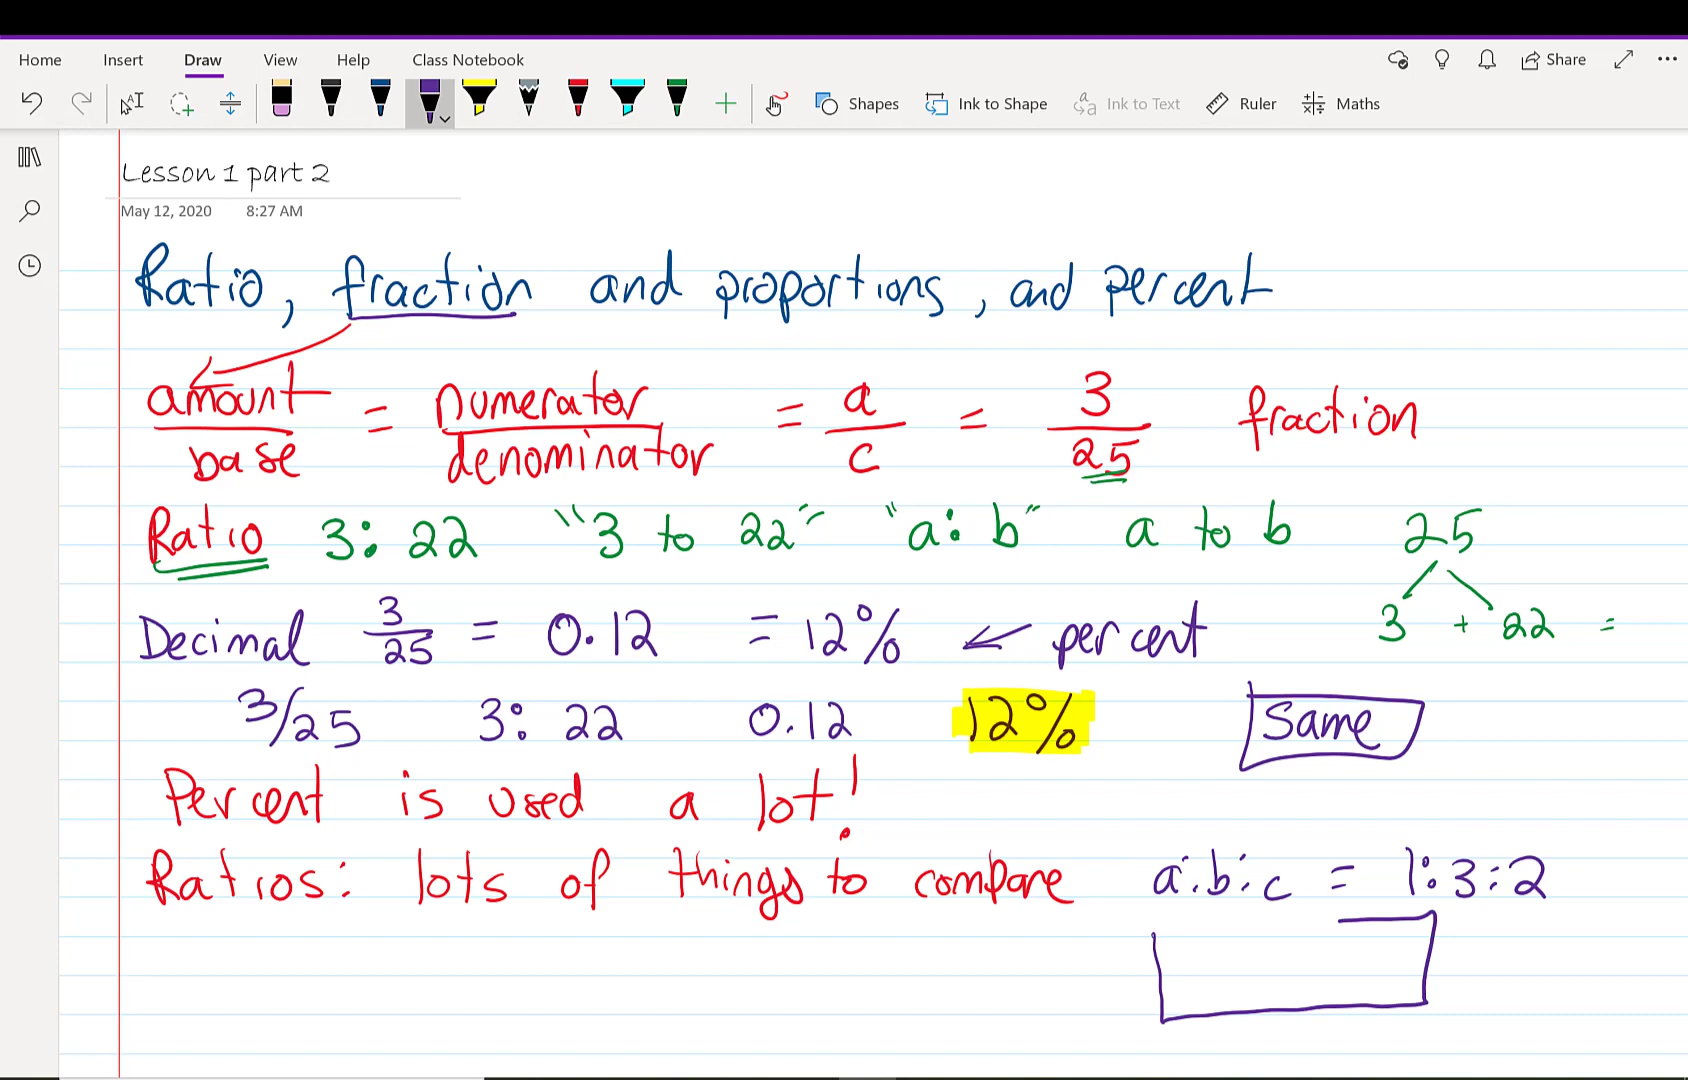 Home Insert Draw View Help Class Notebook Share
Shapes Ink to Shape Ink to Text Ruler Maths
Lesson 1 part 2
May 12, 2020 8:27 AM
Ratio, fraction and proportions, and percent
amount / base = numerator / denominator = a / c = 3 / 25 fraction
Ratio 3:22 "3 to 22" "a:b" a to b 25
3 + 22 =
Decimal 3/25 = 0.12 = 12% ← percent
3/25 3:22 0.12 12% Same
Percent is used a lot!
Ratios: lots of things to compare a:b:c = 1:3:2